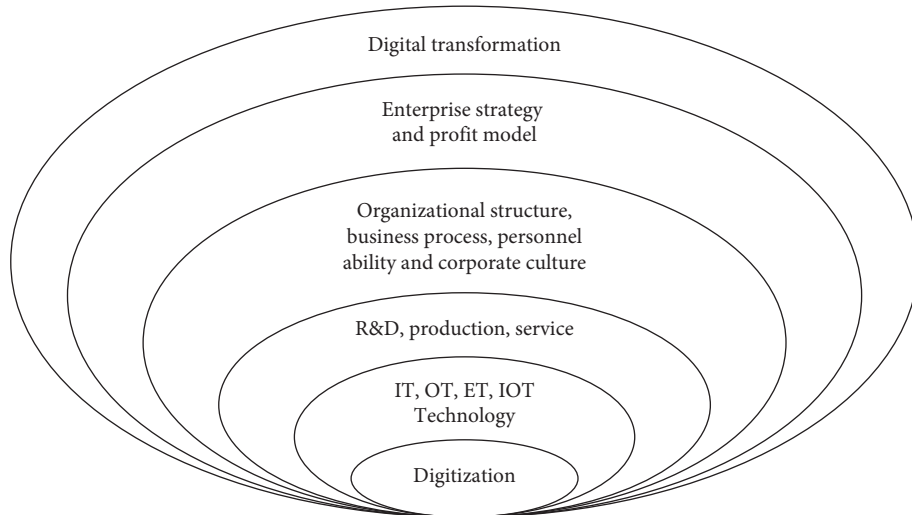 Digital transformation
Enterprise strategy
and profit model
Organizational structure,
business process, personnel
ability and corporate culture
R&D, production, service
IT, OT, ET, IOT
Technology
Digitization